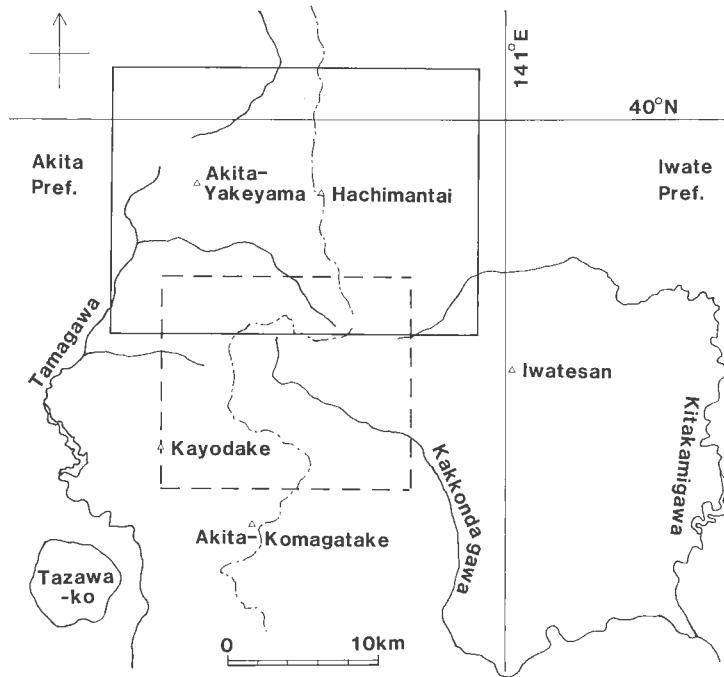 141°E
40°N
Akita
Pref.
Iwate
Pref.
Akita-
Yakeyama
Hachimantai
Tamagawa
Iwatesan
Kitakamigawa
Kayodake
Kakkonda gawa
Akita- Komagatake
Tazawa
-ko
0 10km